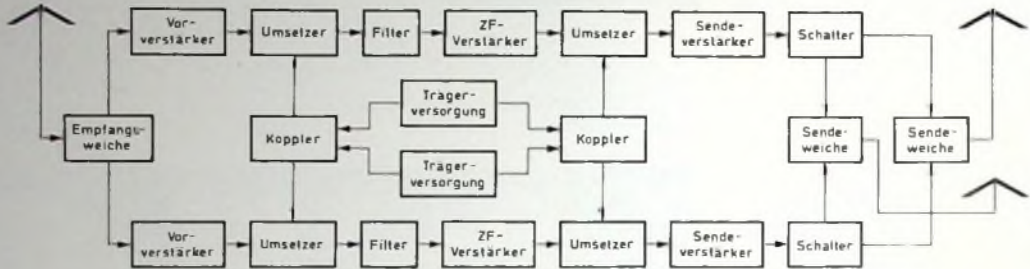 Vor-
verstärker
Umsetzer
Filter
ZF-
Verstärker
Umsetzer
Sende-
verstärker
Schalter
Empfangs-
weiche
Koppler
Träger-
versorgung
Träger-
versorgung
Koppler
Sende-
weiche
Sende-
weiche
Vor-
verstärker
Umsetzer
Filter
ZF-
Verstärker
Umsetzer
Sende-
verstärker
Schalter